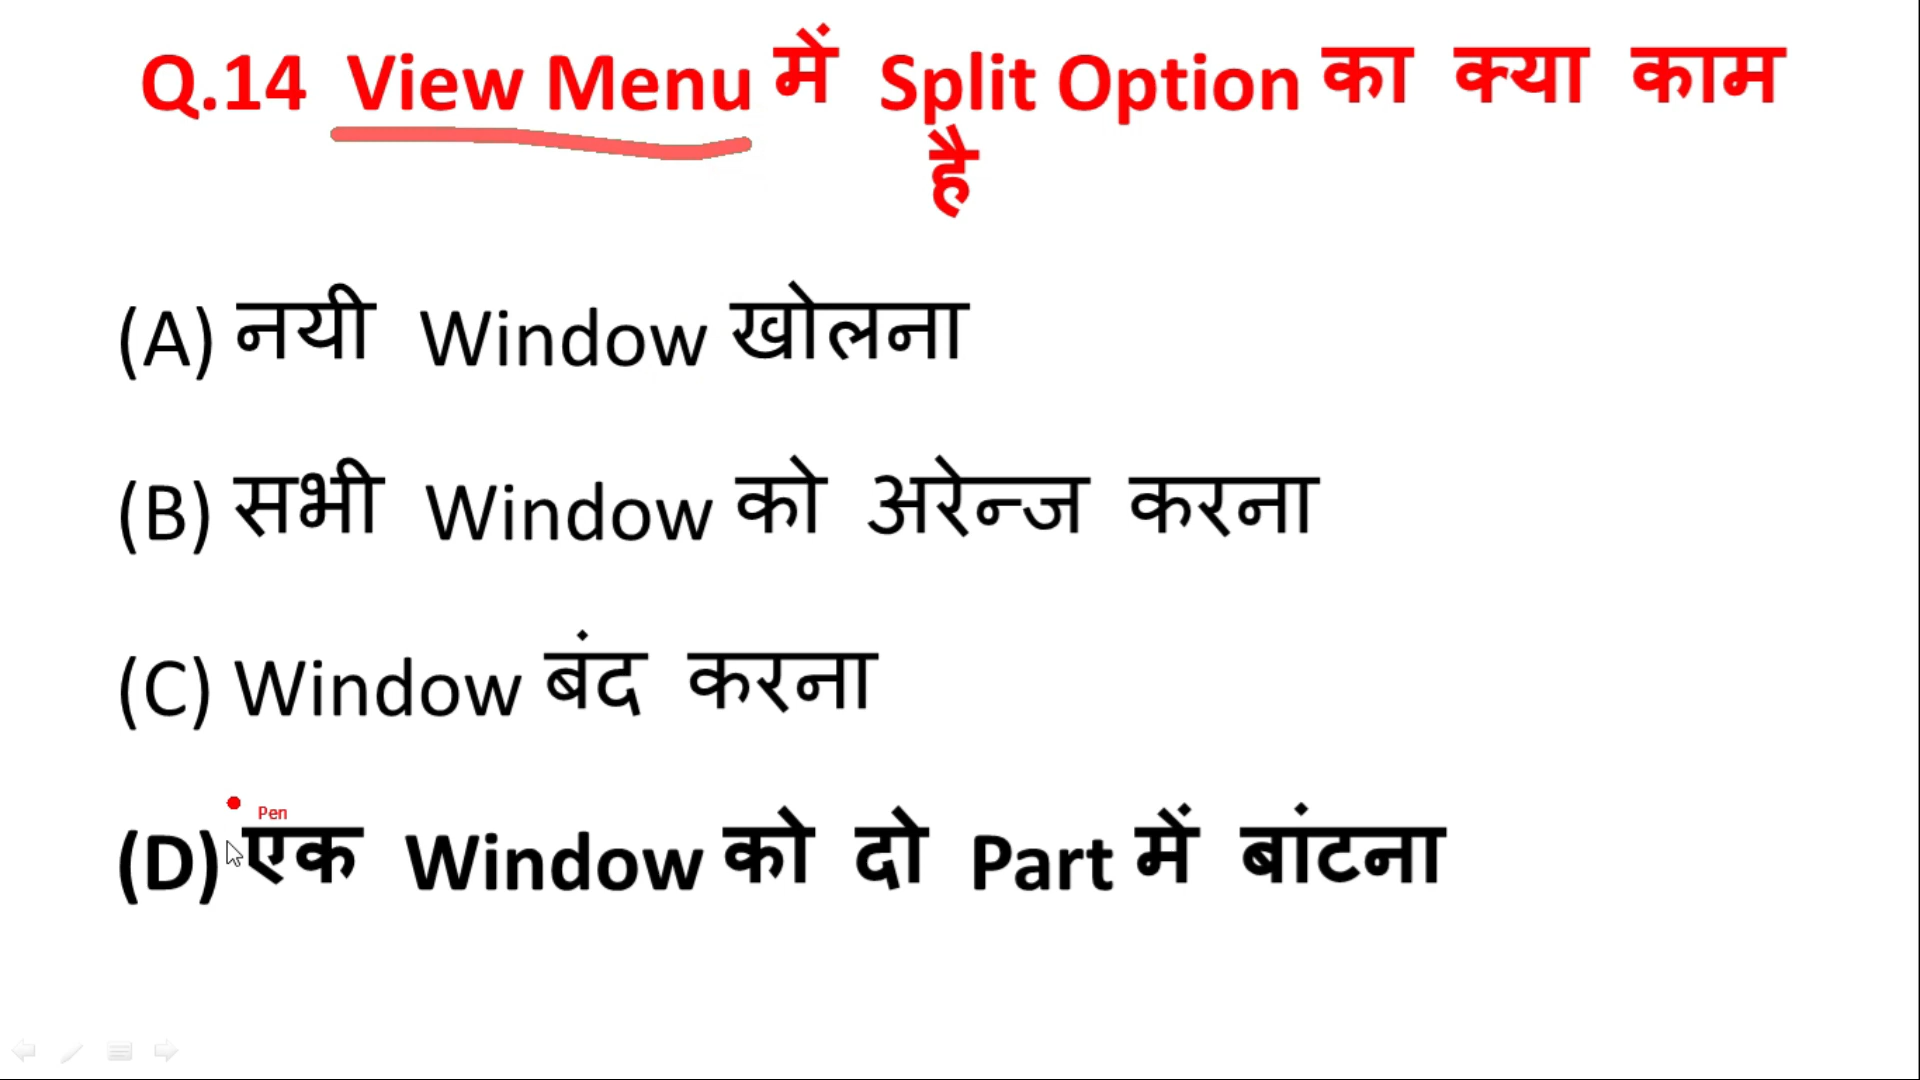 Q.14 View Menu में Split Option का क्या काम
है
(A) नयी Window खोलना
(B) सभी Window को अरेन्ज करना
(C) Window बंद करना
Pen
(D) एक Window को दो Part में बांटना